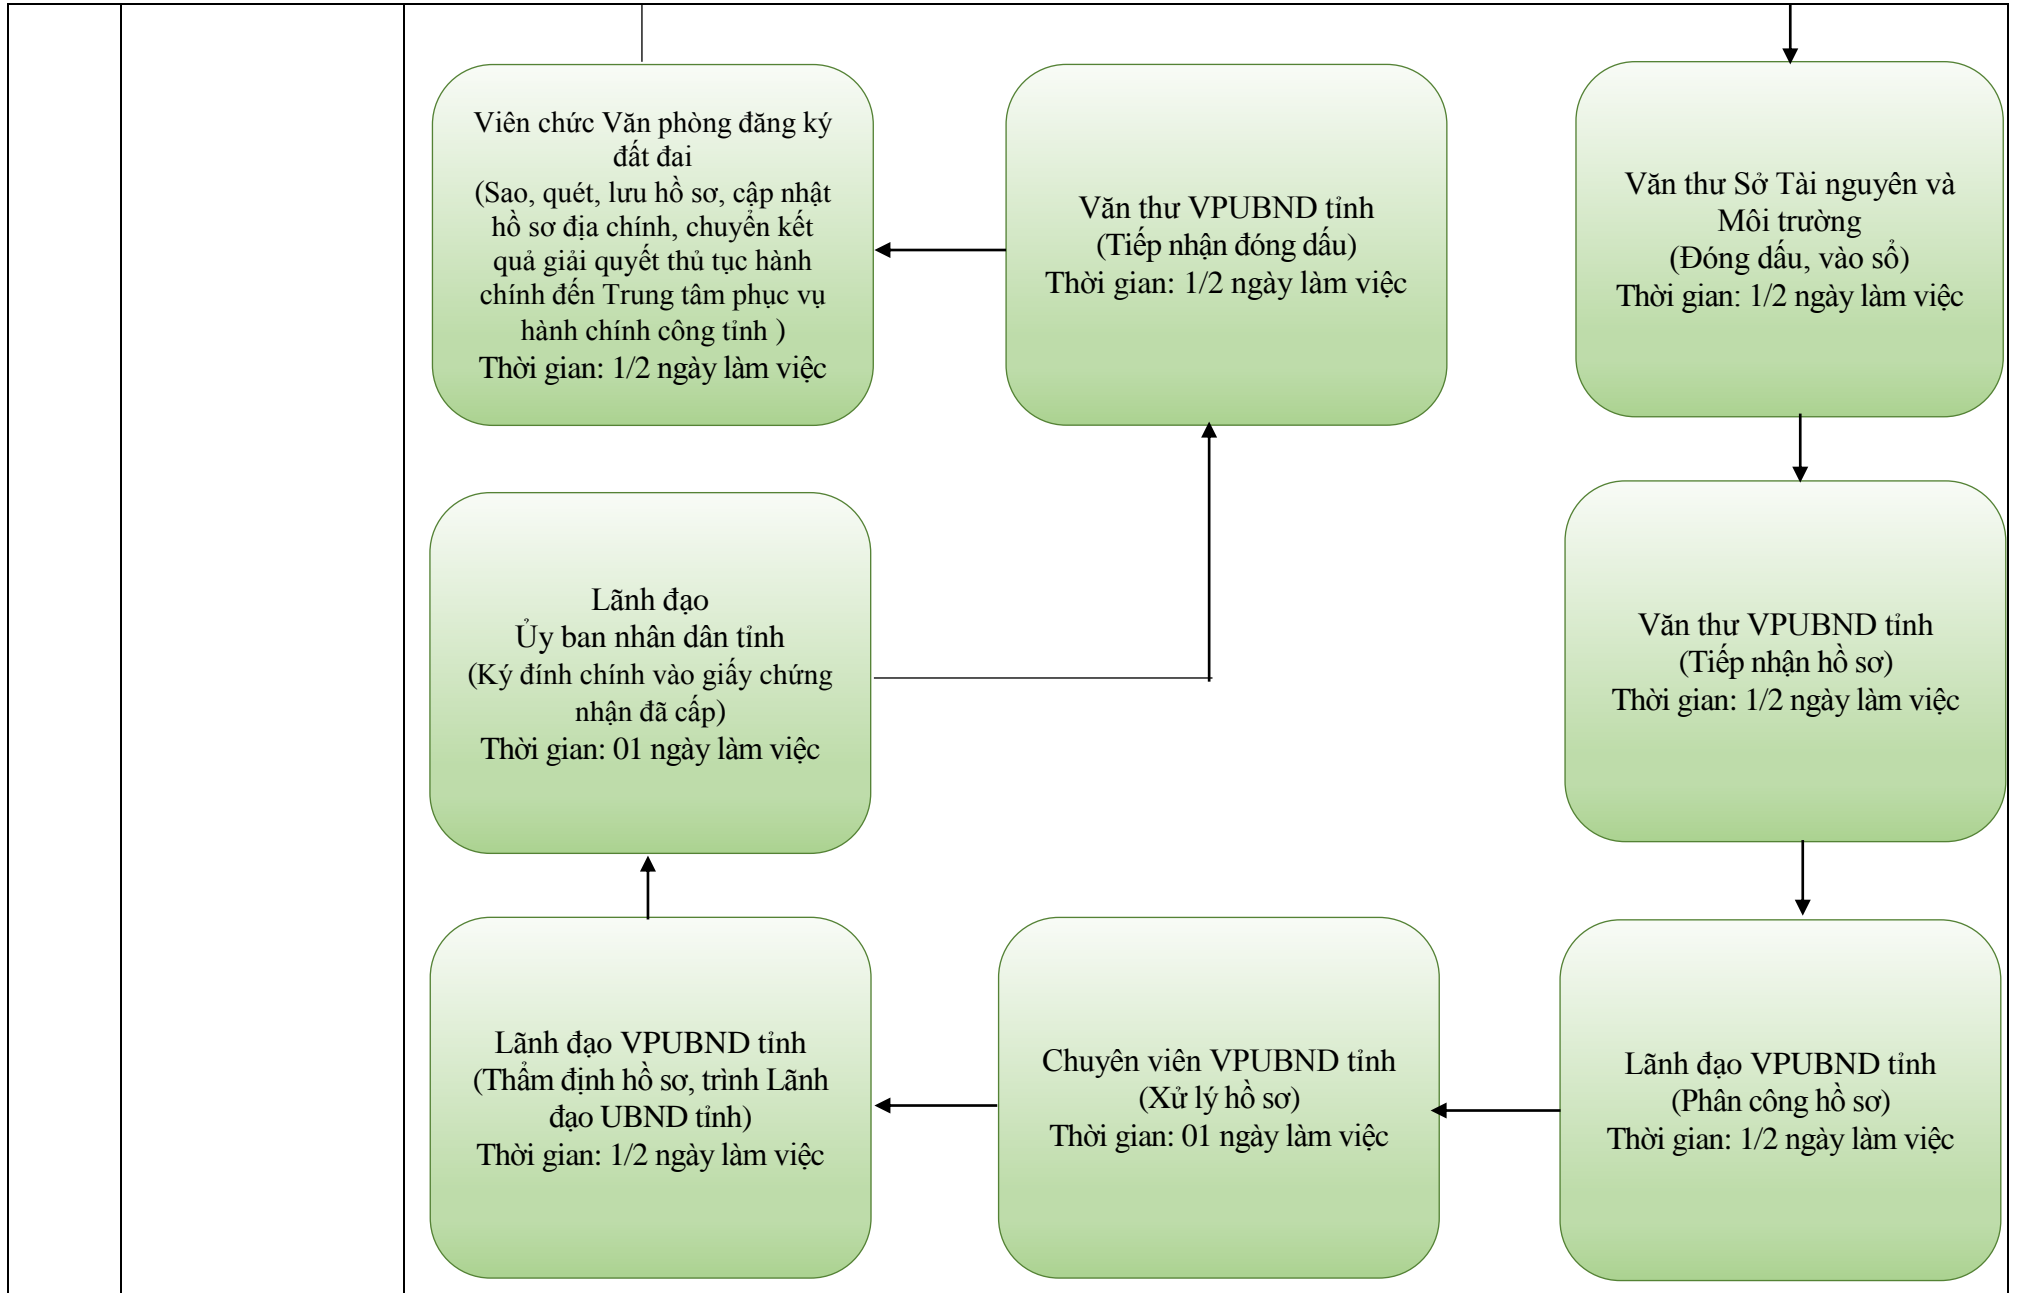 Viên chức Văn phòng đăng ký
đất đai
(Sao, quét, lưu hồ sơ, cập nhật
hồ sơ địa chính, chuyển kết
quả giải quyết thủ tục hành
chính đến Trung tâm phục vụ
hành chính công tỉnh )
Thời gian: 1/2 ngày làm việc
Văn thư VPUBND tỉnh
(Tiếp nhận đóng dấu)
Thời gian: 1/2 ngày làm việc
Văn thư Sở Tài nguyên và
Môi trường
(Đóng dấu, vào sổ)
Thời gian: 1/2 ngày làm việc
Lãnh đạo
Ủy ban nhân dân tỉnh
(Ký đính chính vào giấy chứng
nhận đã cấp)
Thời gian: 01 ngày làm việc
Văn thư VPUBND tỉnh
(Tiếp nhận hồ sơ)
Thời gian: 1/2 ngày làm việc
Lãnh đạo VPUBND tỉnh
(Thẩm định hồ sơ, trình Lãnh
đạo UBND tỉnh)
Thời gian: 1/2 ngày làm việc
Chuyên viên VPUBND tỉnh
(Xử lý hồ sơ)
Thời gian: 01 ngày làm việc
Lãnh đạo VPUBND tỉnh
(Phân công hồ sơ)
Thời gian: 1/2 ngày làm việc